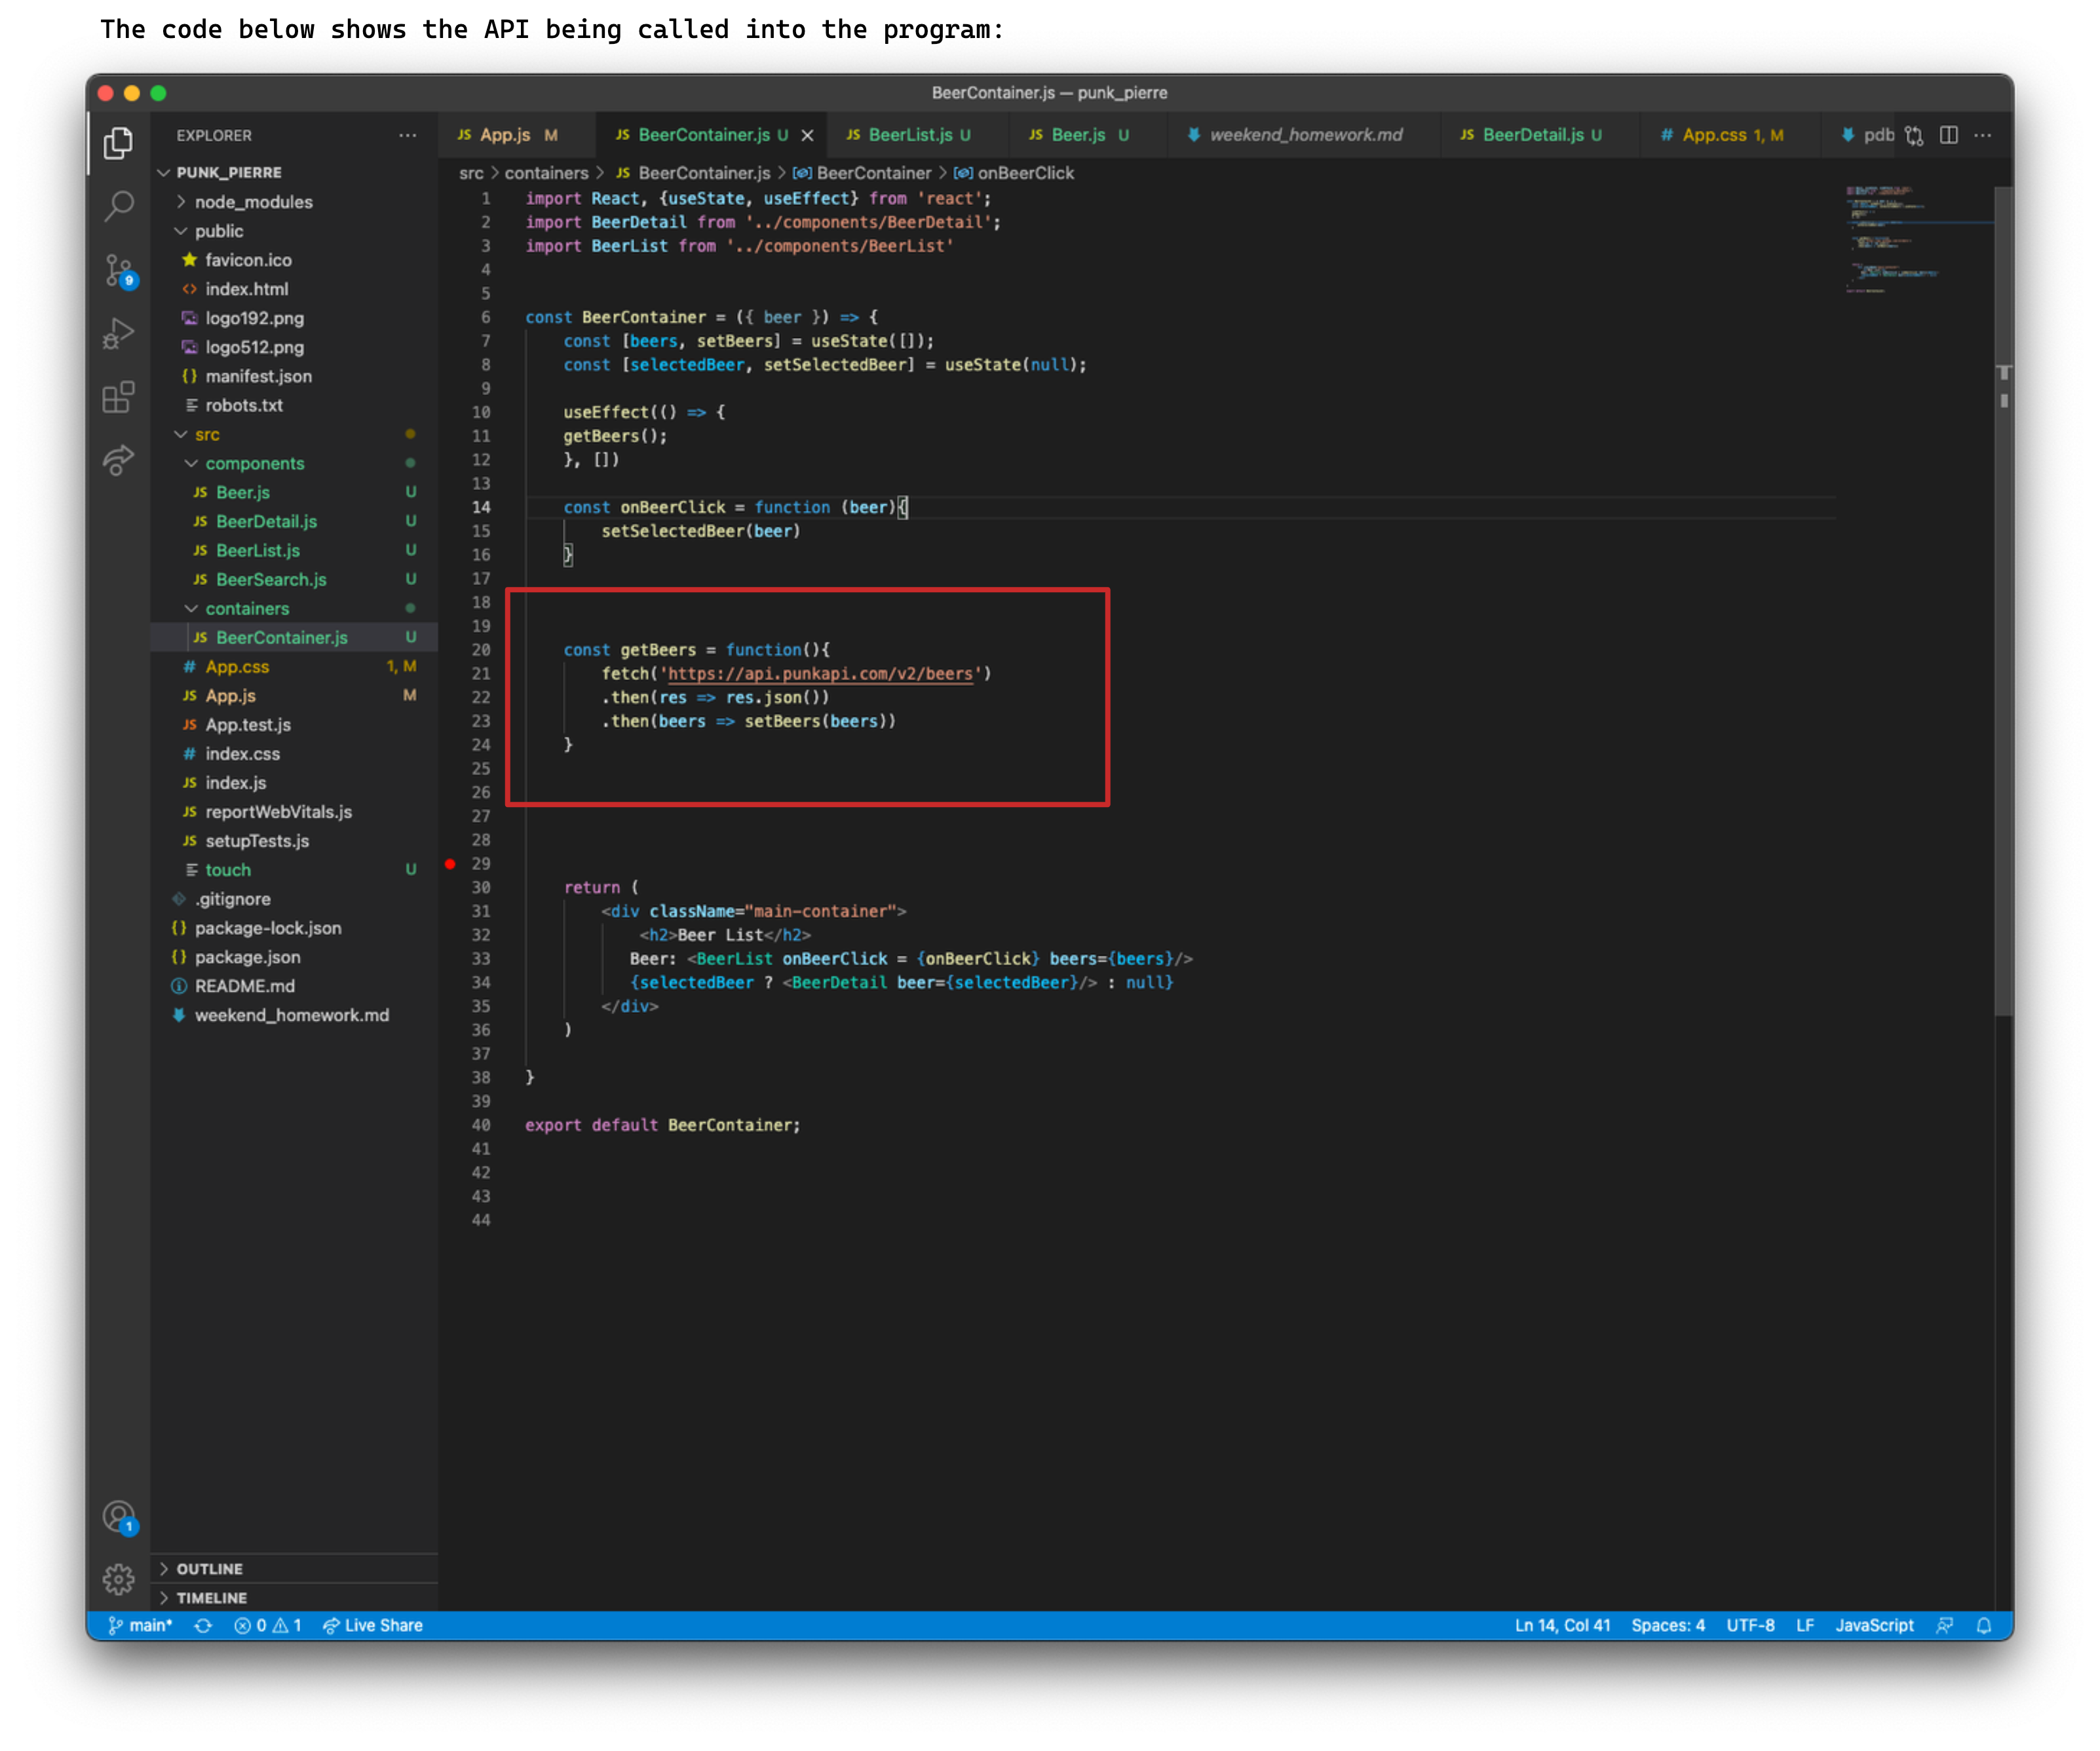 The code below shows the API being called into the program:
BeerContainer.js — punk_pierre
EXPLORER
PUNK_PIERRE
node_modules
public
favicon.ico
index.html
logo192.png
logo512.png
manifest.json
robots.txt
src
components
JS Beer.js U
JS BeerDetail.js U
JS BeerList.js U
JS BeerSearch.js U
containers
JS BeerContainer.js U
# App.css 1, M
JS App.js M
JS App.test.js
# index.css
JS index.js
JS reportWebVitals.js
JS setupTests.js
touch U
.gitignore
{} package-lock.json
{} package.json
README.md
weekend_homework.md
OUTLINE
TIMELINE
9
1
JS App.js M JS BeerContainer.js U JS BeerList.js U JS Beer.js U weekend_homework.md JS BeerDetail.js U # App.css 1, M pdb
src > containers > JS BeerContainer.js > BeerContainer > onBeerClick
1 import React, {useState, useEffect} from 'react';
2 import BeerDetail from '../components/BeerDetail';
3 import BeerList from '../components/BeerList'
4
5
6 const BeerContainer = ({ beer }) => {
7 const [beers, setBeers] = useState([]);
8 const [selectedBeer, setSelectedBeer] = useState(null);
9
10 useEffect(() => {
11 getBeers();
12 }, [])
13
14 const onBeerClick = function (beer){
15 setSelectedBeer(beer)
16 }
17
18
19
20 const getBeers = function(){
21 fetch('https://api.punkapi.com/v2/beers')
22 .then(res => res.json())
23 .then(beers => setBeers(beers))
24 }
25
26
27
28
29
30 return (
31 <div className="main-container">
32 <h2>Beer List</h2>
33 Beer: <BeerList onBeerClick = {onBeerClick} beers={beers}/>
34 {selectedBeer ? <BeerDetail beer={selectedBeer}/> : null}
35 </div>
36 )
37
38 }
39
40 export default BeerContainer;
41
42
43
44
main* 0 1 Live Share Ln 14, Col 41 Spaces: 4 UTF-8 LF JavaScript